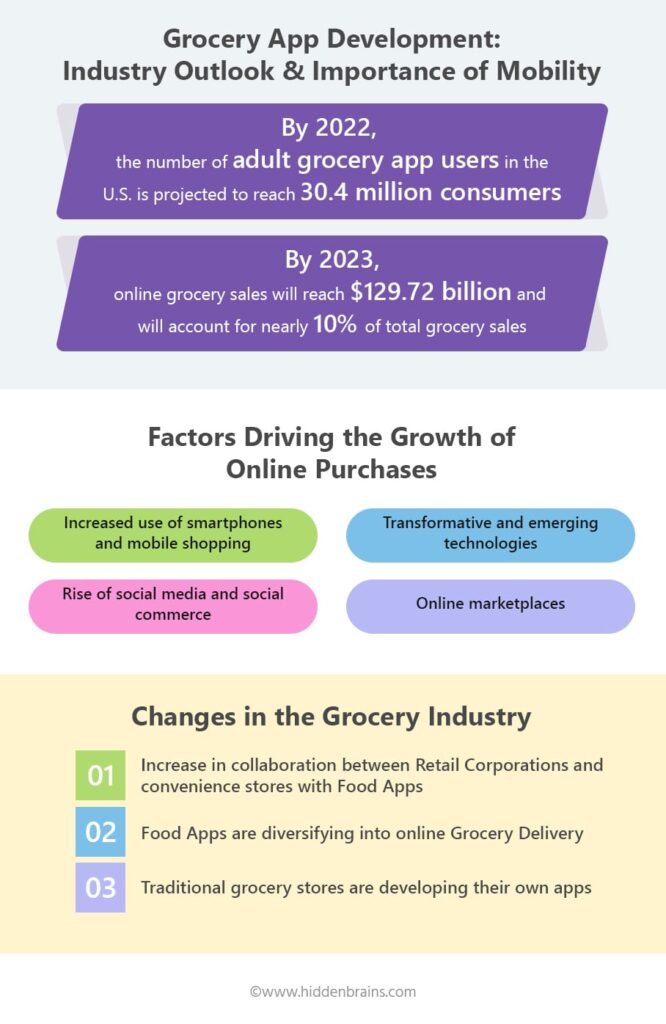 Grocery App Development:
Industry Outlook & Importance of Mobility
By 2022,
the number of adult grocery app users in the
U.S. is projected to reach 30.4 million consumers
By 2023,
online grocery sales will reach $129.72 billion and
will account for nearly 10% of total grocery sales
Factors Driving the Growth of
Online Purchases
Increased use of smartphones
and mobile shopping
Transformative and emerging
technologies
Rise of social media and social
commerce
Online marketplaces
Changes in the Grocery Industry
01
Increase in collaboration between Retail Corporations and
convenience stores with Food Apps
02
Food Apps are diversifying into online Grocery Delivery
03
Traditional grocery stores are developing their own apps
©www.hiddenbrains.com